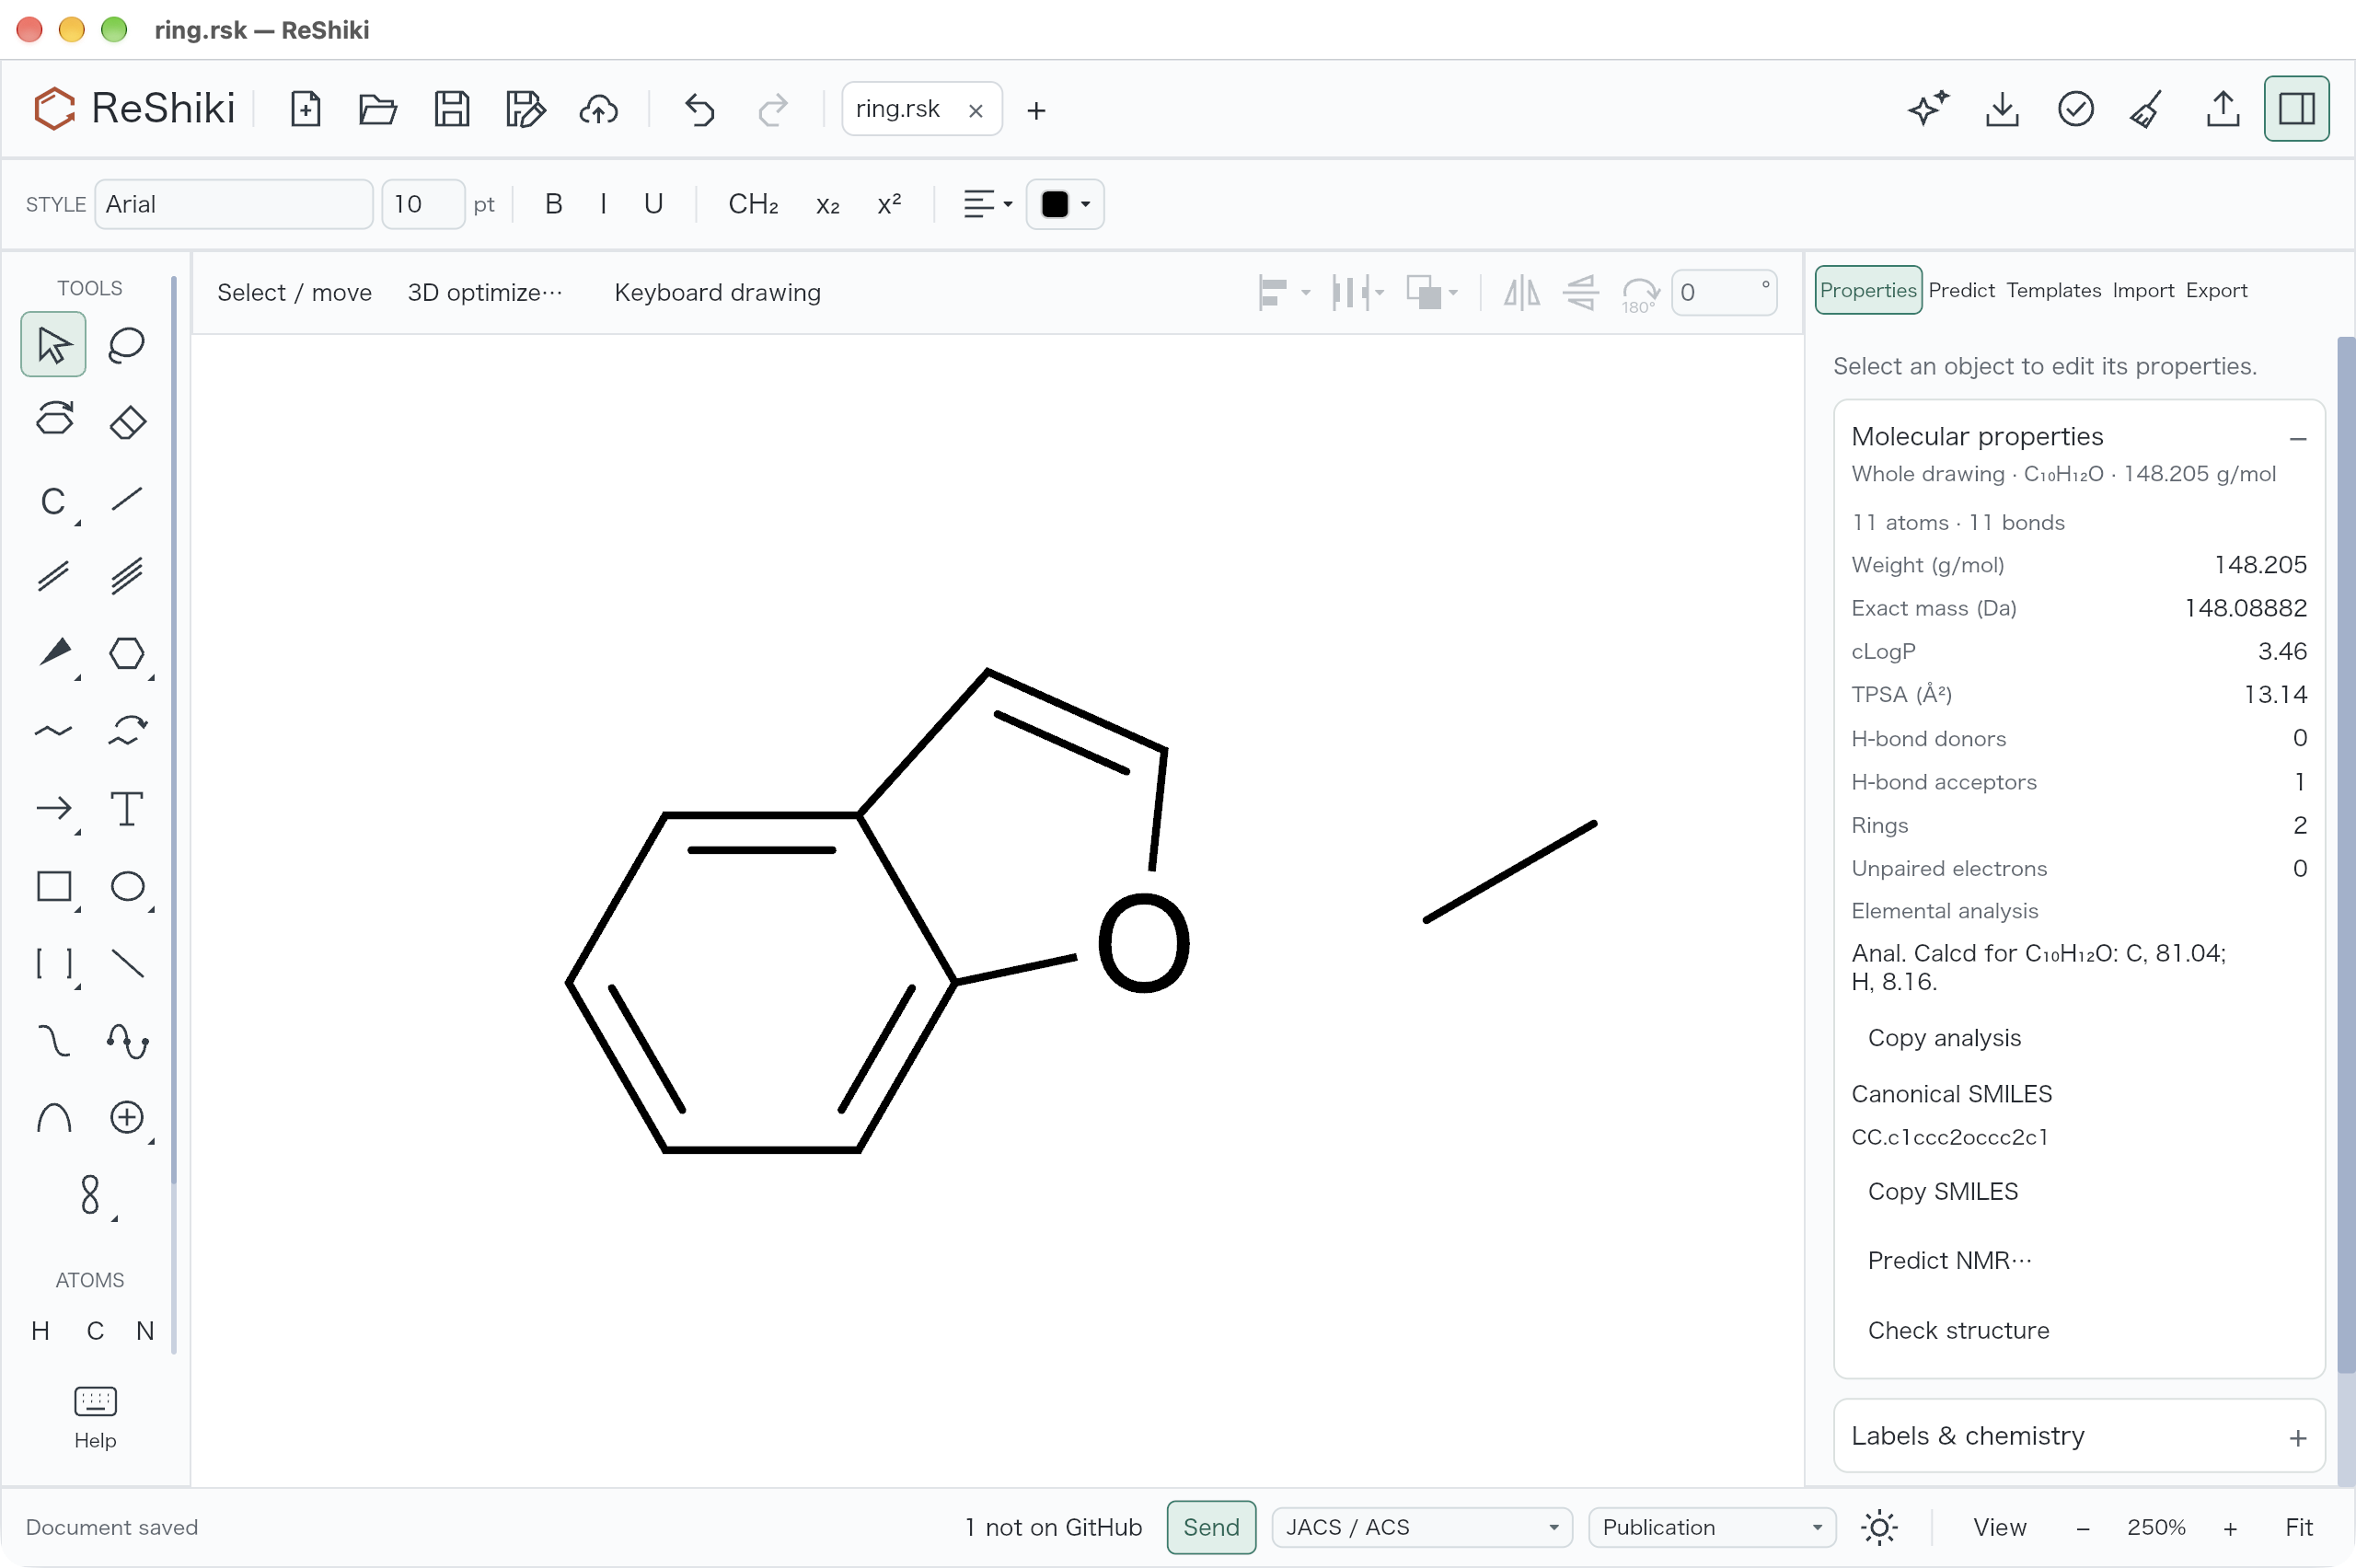 ring.rsk — ReShiki
ReShiki
ring.rsk × +
STYLE Arial 10 pt B I U CH₂ x₂ x²
TOOLS
Select / move 3D optimize··· Keyboard drawing
180° 0 °
Properties Predict Templates Import Export
C
T
[ ]
ATOMS
H C N
Help
O
Select an object to edit its properties.
Molecular properties −
Whole drawing · C₁₀H₁₂O · 148.205 g/mol
11 atoms · 11 bonds
Weight (g/mol) 148.205
Exact mass (Da) 148.08882
cLogP 3.46
TPSA (Å²) 13.14
H-bond donors 0
H-bond acceptors 1
Rings 2
Unpaired electrons 0
Elemental analysis
Anal. Calcd for C₁₀H₁₂O: C, 81.04;
H, 8.16.
Copy analysis
Canonical SMILES
CC.c1ccc2occc2c1
Copy SMILES
Predict NMR···
Check structure
Labels & chemistry +
Document saved 1 not on GitHub Send JACS / ACS Publication View − 250% + Fit